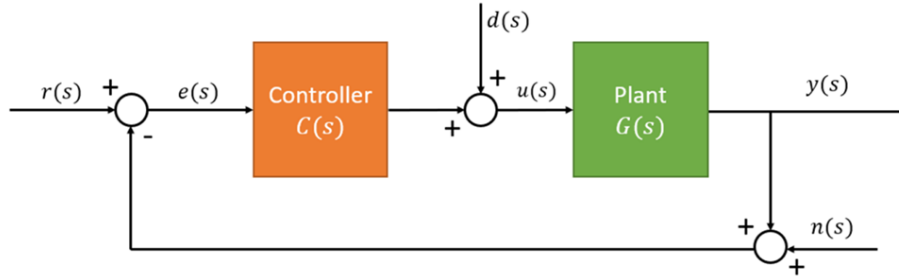 d(s)
+
r(s)
+
e(s)
Controller
C(s)
+
u(s)
Plant
G(s)
y(s)
-
+
+
n(s)
+